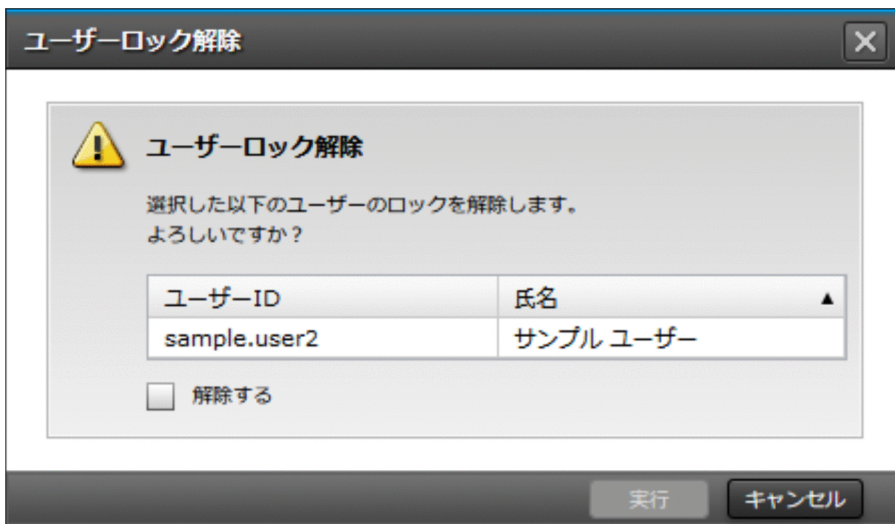 ユーザーロック解除
ユーザーロック解除
選択した以下のユーザーのロックを解除します。
よろしいですか？
ユーザーID 氏名 ▲
sample.user2 サンプル ユーザー
解除する
実行 キャンセル